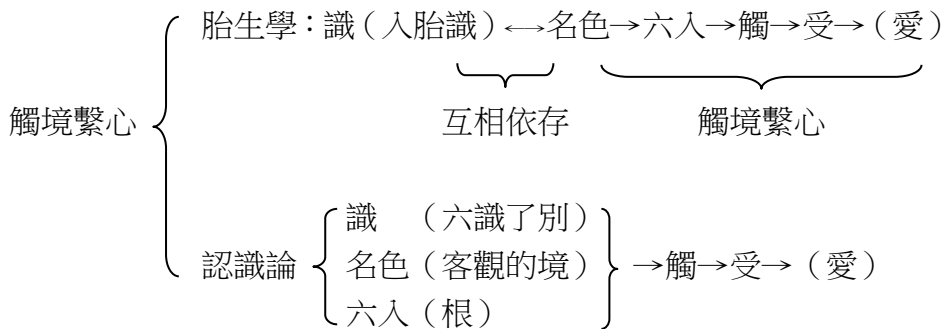 胎生學：識（入胎識）←→名色→六入→觸→受→（愛）
觸境繫心
互相依存
觸境繫心
識　（六識了別）
認識論
名色（客觀的境）
→觸→受→（愛）
六入（根）